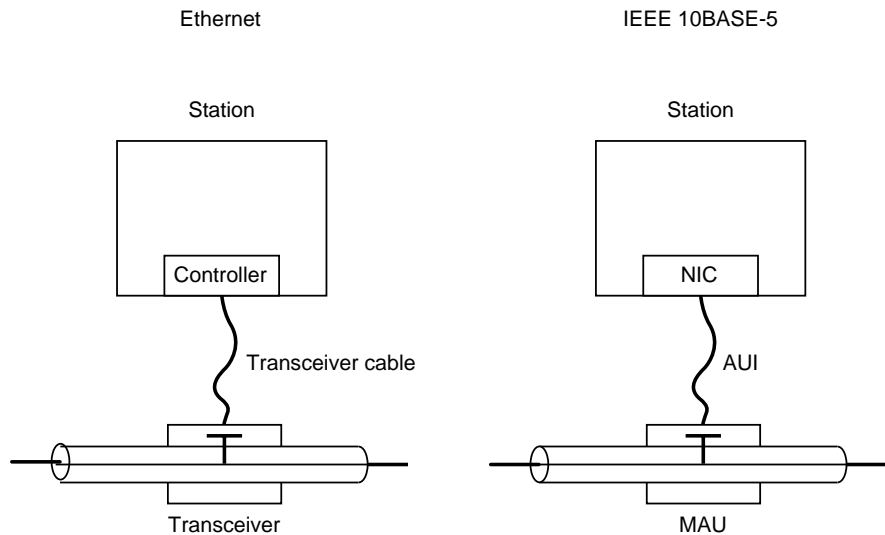 Ethernet
IEEE 10BASE-5
Station
Station
Controller
NIC
Transceiver cable
AUI
Transceiver
MAU